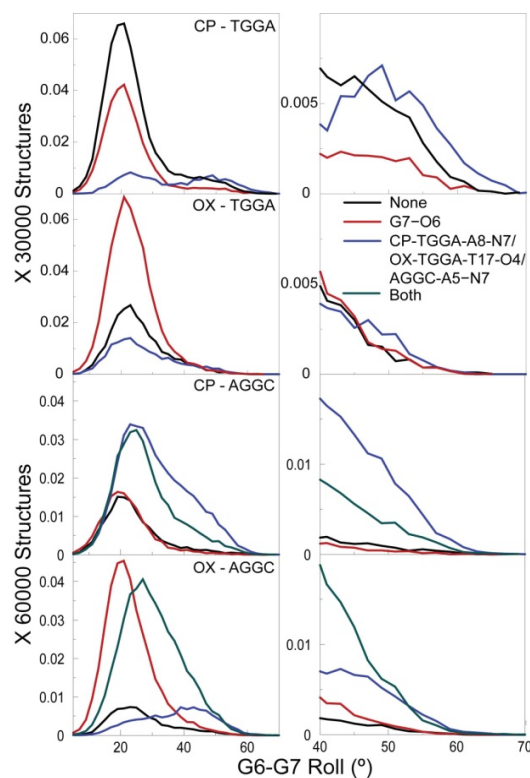 CP - TGGA
0.06
0.04
0.02
0
0.005
0
None
G7-O6
CP-TGGA-A8-N7/
OX-TGGA-T17-O4/
AGGC-A5-N7
Both
X 30000 Structures
OX - TGGA
0.06
0.04
0.02
0
0.005
0
CP - AGGC
0.03
0.02
0.01
0
0.01
0
X 60000 Structures
OX - AGGC
0.04
0.03
0.02
0.01
0
0.01
0
20 40 60
40 50 60 70
G6-G7 Roll (º)